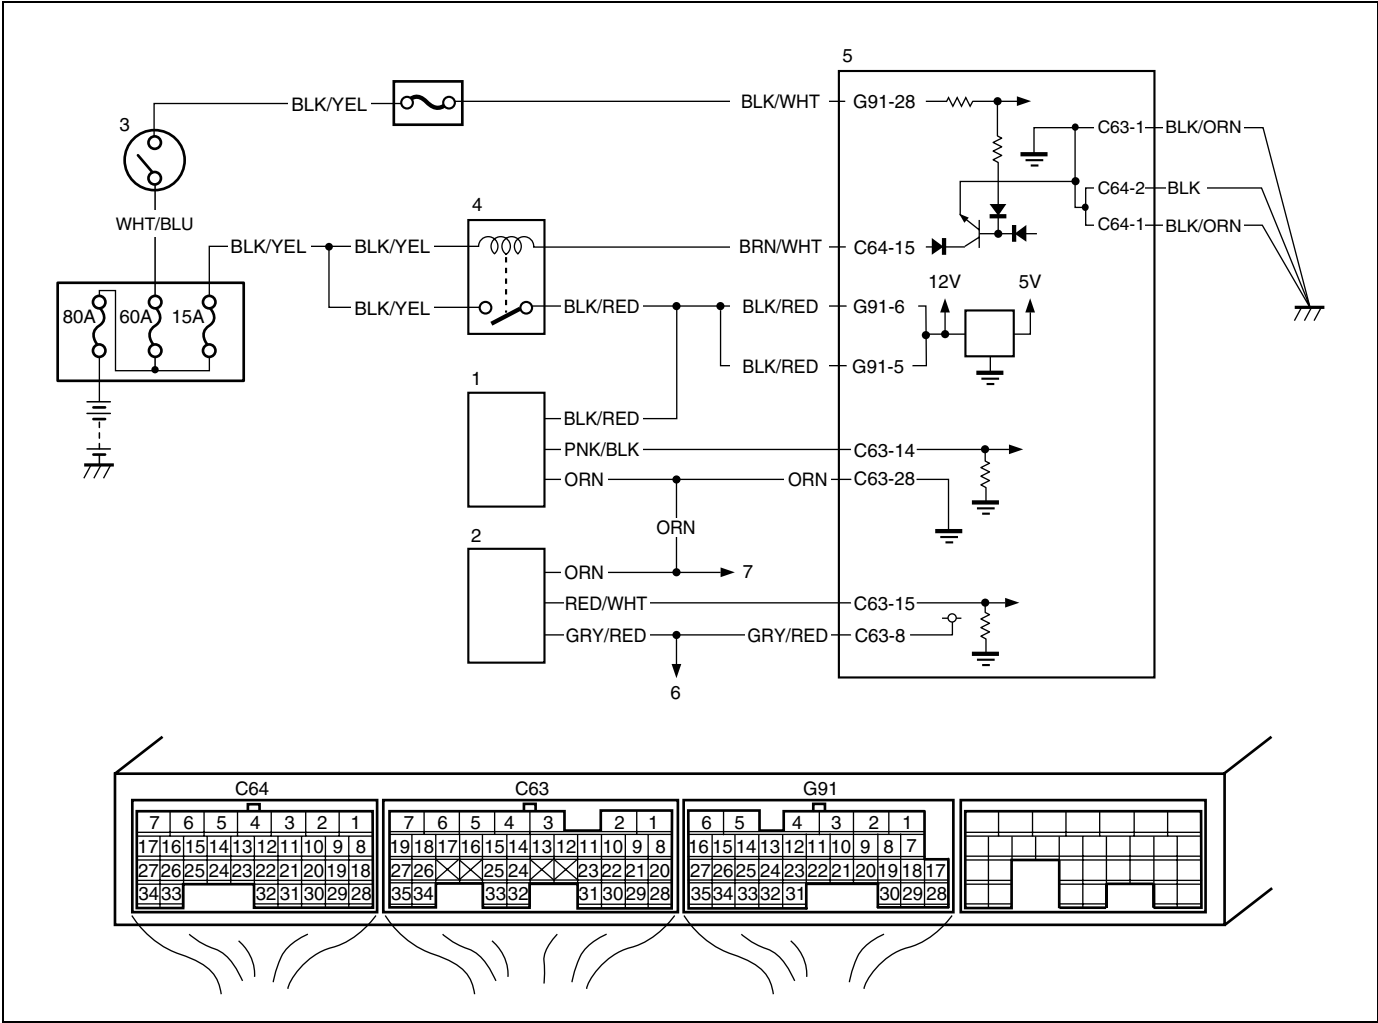 5
BLK/YEL BLK/WHT G91-28
3
C63-1 BLK/ORN
C64-2 BLK
4
WHT/BLU
C64-1 BLK/ORN
BLK/YEL BLK/YEL BRN/WHT C64-15
12V 5V
BLK/YEL BLK/RED BLK/RED G91-6
80A 60A 15A
BLK/RED G91-5
1
BLK/RED
PNK/BLK C63-14
ORN ORN C63-28
ORN
2
ORN 7
RED/WHT C63-15
GRY/RED GRY/RED C63-8
6
C64 C63 G91
7 6 5 4 3 2 1 7 6 5 4 3 2 1 6 5 4 3 2 1
17 16 15 14 13 12 11 10 9 8 19 18 17 16 15 14 13 12 11 10 9 8 16 15 14 13 12 11 10 9 8 7
27 26 25 24 23 22 21 20 19 18 27 26 25 24 23 22 21 20 27 26 25 24 23 22 21 20 19 18 17
34 33 32 31 30 29 28 35 34 33 32 31 30 29 28 35 34 33 32 31 30 29 28